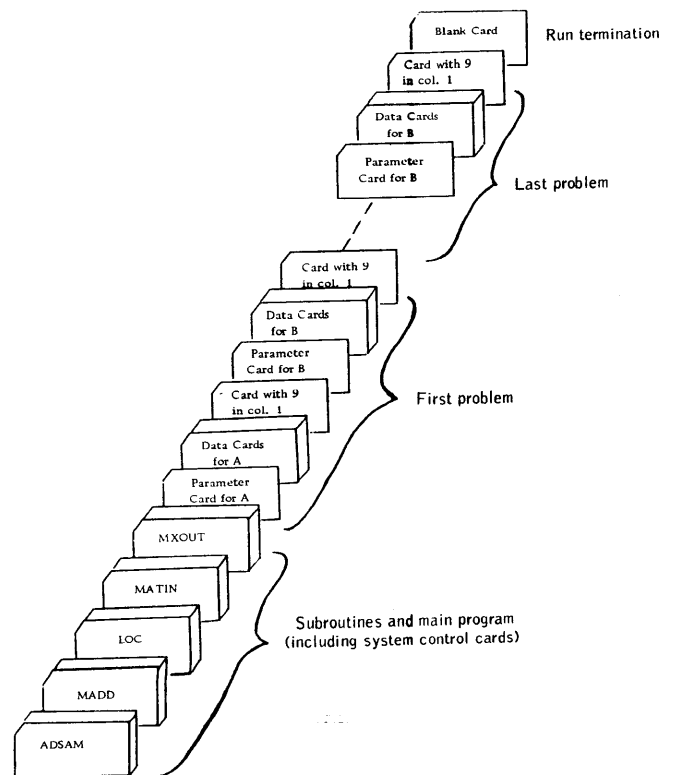 Blank Card
Run termination
Card with 9
in col. 1
Data Cards
for B
Parameter
Card for B
Last problem
Card with 9
in col. 1
Data Cards
for B
Parameter
Card for B
Card with 9
in col. 1
First problem
Data Cards
for A
Parameter
Card for A
MXOUT
MATIN
LOC
Subroutines and main program
(including system control cards)
MADD
ADSAM